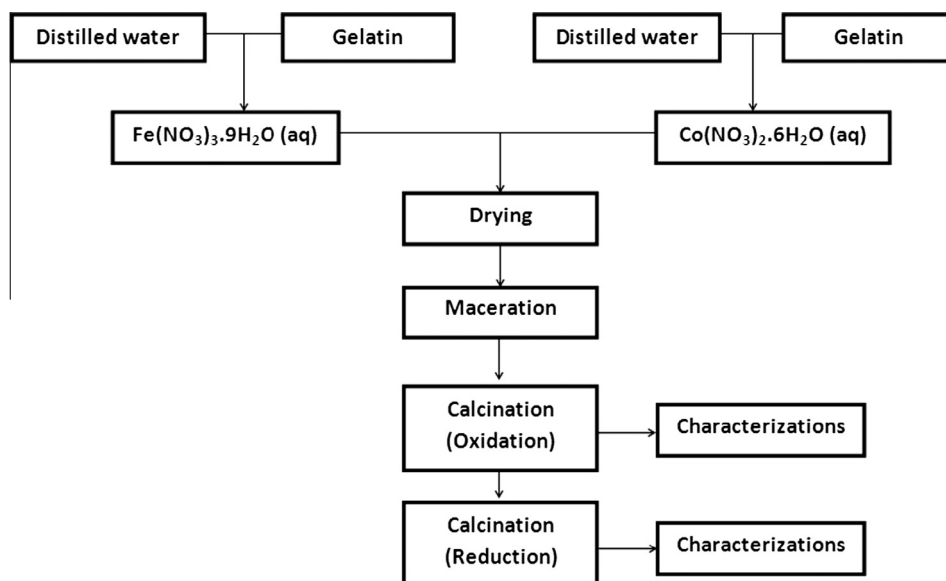 Distilled water
Gelatin
Distilled water
Gelatin
Fe(NO₃)₃.9H₂O (aq)
Co(NO₃)₂.6H₂O (aq)
Drying
Maceration
Calcination
(Oxidation)
Characterizations
Calcination
(Reduction)
Characterizations